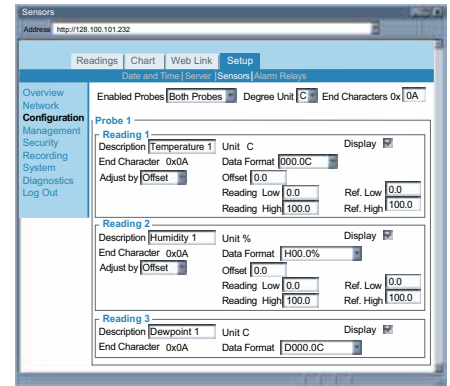 Sensors
Address http://128.100.101.232
Readings Chart Web Link Setup
Date and Time | Server | Sensors | Alarm Relays
Overview
Network
Configuration
Management
Security
Recording
System
Diagnostics
Log Out
Enabled Probes Both Probes Degree Unit C End Characters 0x 0A
Probe 1
Reading 1
Description Temperature 1 Unit C Display
End Character 0x0A Data Format 000.0C
Adjust by Offset Offset 0.0
Reading Low 0.0 Ref. Low 0.0
Reading High 100.0 Ref. High 100.0
Reading 2
Description Humidity 1 Unit % Display
End Character 0x0A Data Format H00.0%
Adjust by Offset Offset 0.0
Reading Low 0.0 Ref. Low 0.0
Reading High 100.0 Ref. High 100.0
Reading 3
Description Dewpoint 1 Unit C Display
End Character 0x0A Data Format D000.0C